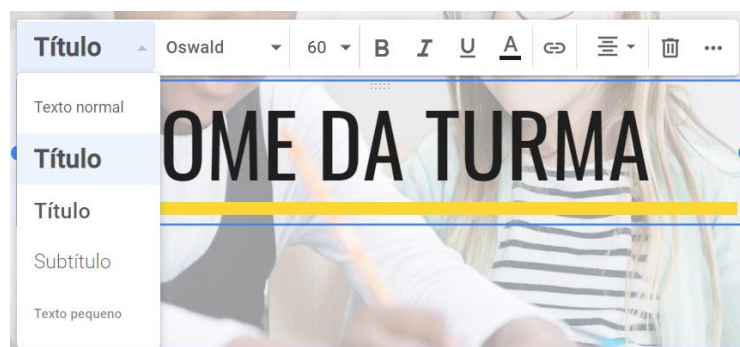 Título Oswald 60 B I U A
Texto normal
Título
Título
Subtítulo
Texto pequeno
OME DA TURMA